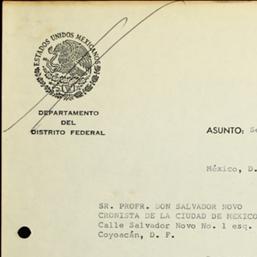 ESTADOS UNIDOS MEXICANOS
DEPARTAMENTO
DEL
DISTRITO FEDERAL
ASUNTO:
México, D.
SR. PROFR. DON SALVADOR NOVO
CRONISTA DE LA CIUDAD DE MEXICO
Calle Salvador Novo No. 1 esq.
Coyoacán, D. F.